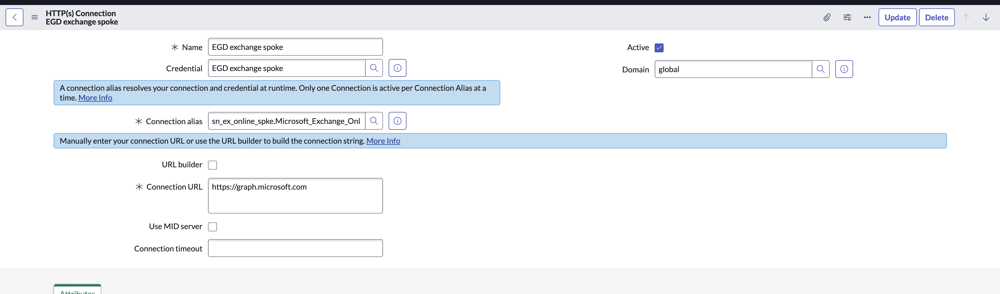 HTTP(s) Connection
EGD exchange spoke
Update
Delete
Name
EGD exchange spoke
Active
Credential
EGD exchange spoke
Domain
global
A connection alias resolves your connection and credential at runtime. Only one Connection is active per Connection Alias at a
time. More Info
Connection alias
sn_ex_online_spke.Microsoft_Exchange_Onl
Manually enter your connection URL or use the URL builder to build the connection string. More Info
URL builder
Connection URL
https://graph.microsoft.com
Use MID server
Connection timeout
Attributes